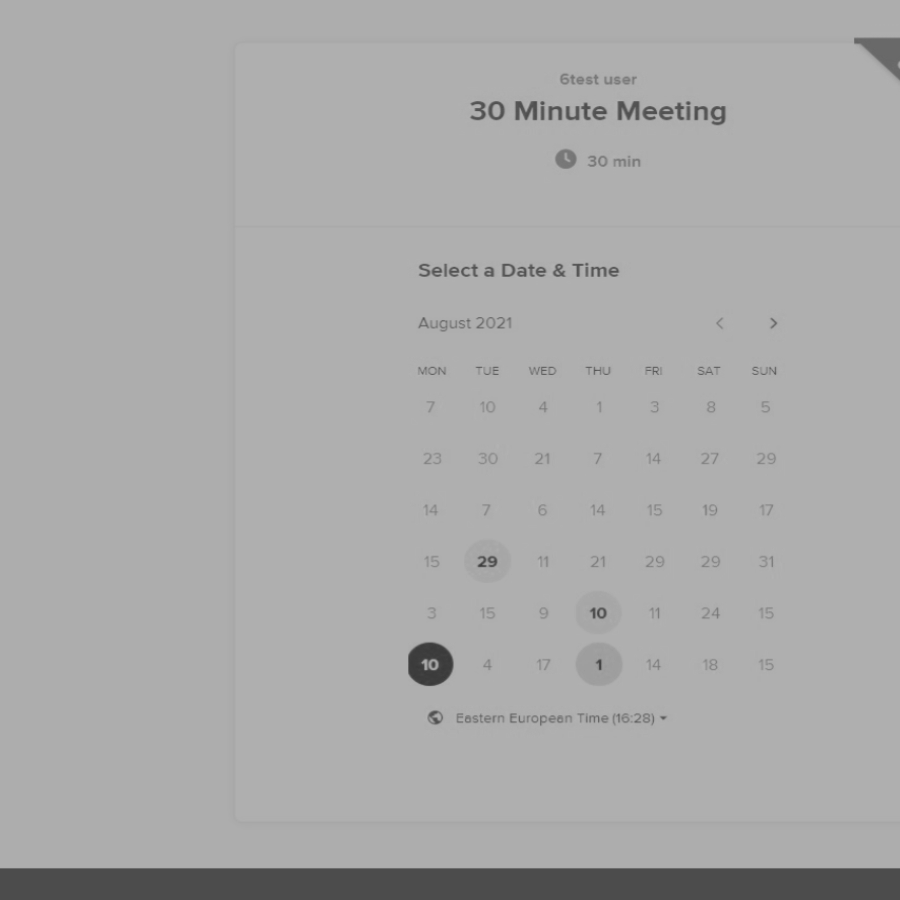 6test user
30 Minute Meeting
30 min
Select a Date & Time
August 2021
MON TUE WED THU FRI SAT SUN
7 10 4 1 3 8 5
23 30 21 7 14 27 29
14 7 6 14 15 19 17
15 29 11 21 29 29 31
3 15 9 10 11 24 15
10 4 17 1 14 18 15
Eastern European Time (16:28)